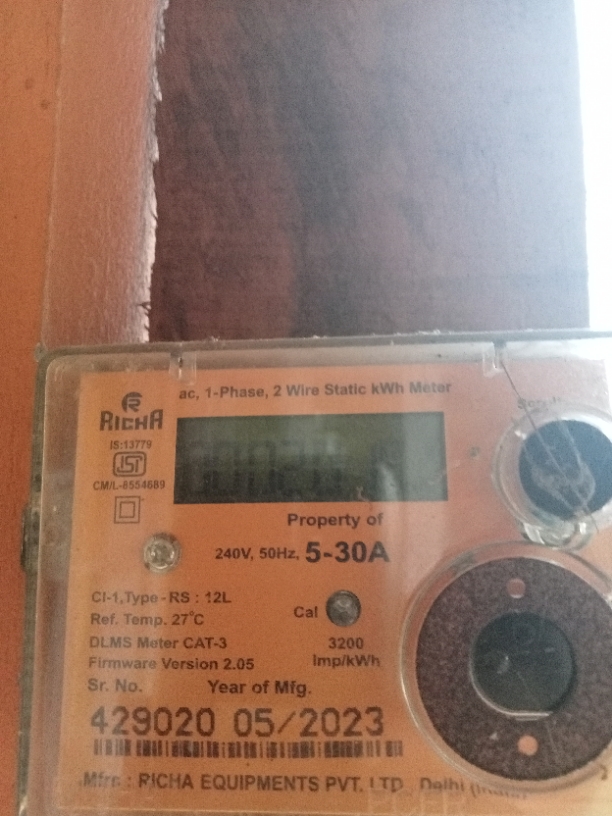 ac, 1-Phase, 2 Wire Static kWh Meter
RICHA
IS:13779
ISI
CM/L-8554689
Property of
240V, 50Hz, 5-30A
Cl-1,Type-RS : 12L
Ref. Temp. 27°C
Cal
DLMS Meter CAT-3
3200
Firmware Version 2.05
Imp/kWh
Sr. No. Year of Mfg.
429020 05/2023
Mfrs : RICHA EQUIPMENTS PVT. LTD. Delhi